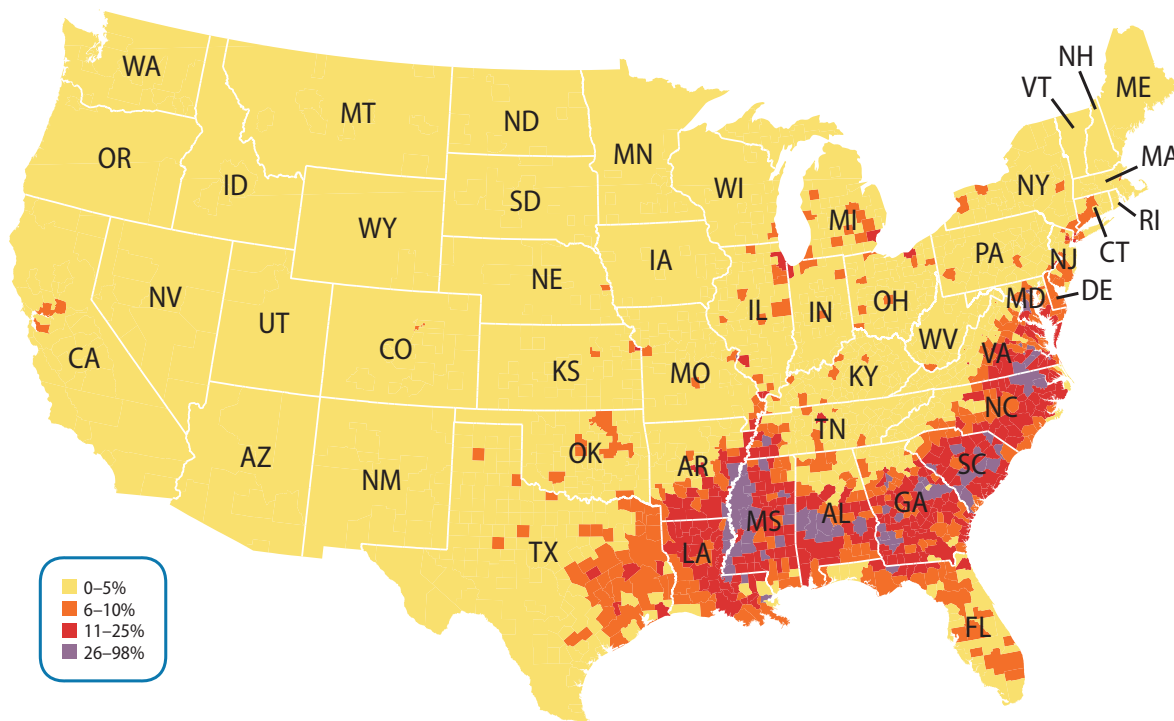 WA
MT
ND
MN
OR
ID
SD
WI
WY
MI
NY
VT
NH
ME
MA
RI
CT
NV
UT
CO
NE
IA
IL
IN
OH
PA
NJ
DE
MD
WV
CA
KS
MO
KY
VA
AZ
NM
OK
AR
TN
NC
SC
TX
LA
MS
AL
GA
FL
0–5%
6–10%
11–25%
26–98%